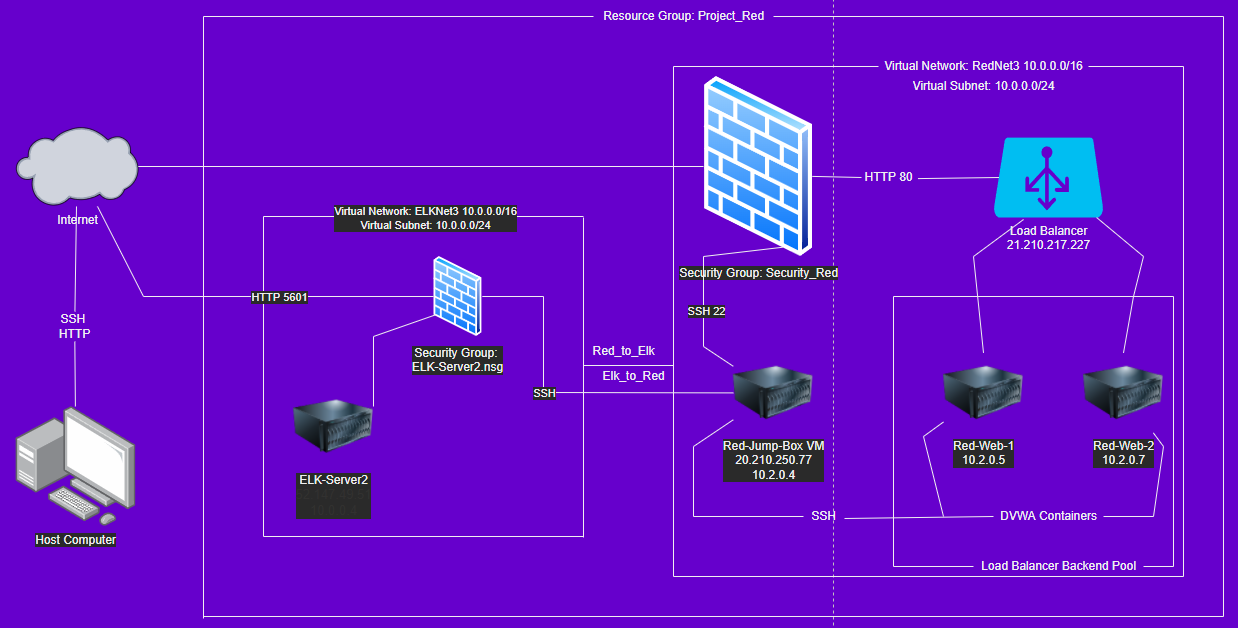 Resource Group: Project_Red
Virtual Network: RedNet3 10.0.0.0/16
Virtual Subnet: 10.0.0.0/24
HTTP 80
Load Balancer
21.210.217.227
Internet
Virtual Network: ELKNet3 10.0.0.0/16
Virtual Subnet: 10.0.0.0/24
Security Group: Security_Red
HTTP 5601
SSH
HTTP
SSH 22
Security Group:
ELK-Server2.nsg
Red_to_Elk
Elk_to_Red
SSH
Red-Jump-Box VM
20.210.250.77
10.2.0.4
Red-Web-1
10.2.0.5
Red-Web-2
10.2.0.7
ELK-Server2
10.0.0.4
SSH
DVWA Containers
Host Computer
Load Balancer Backend Pool